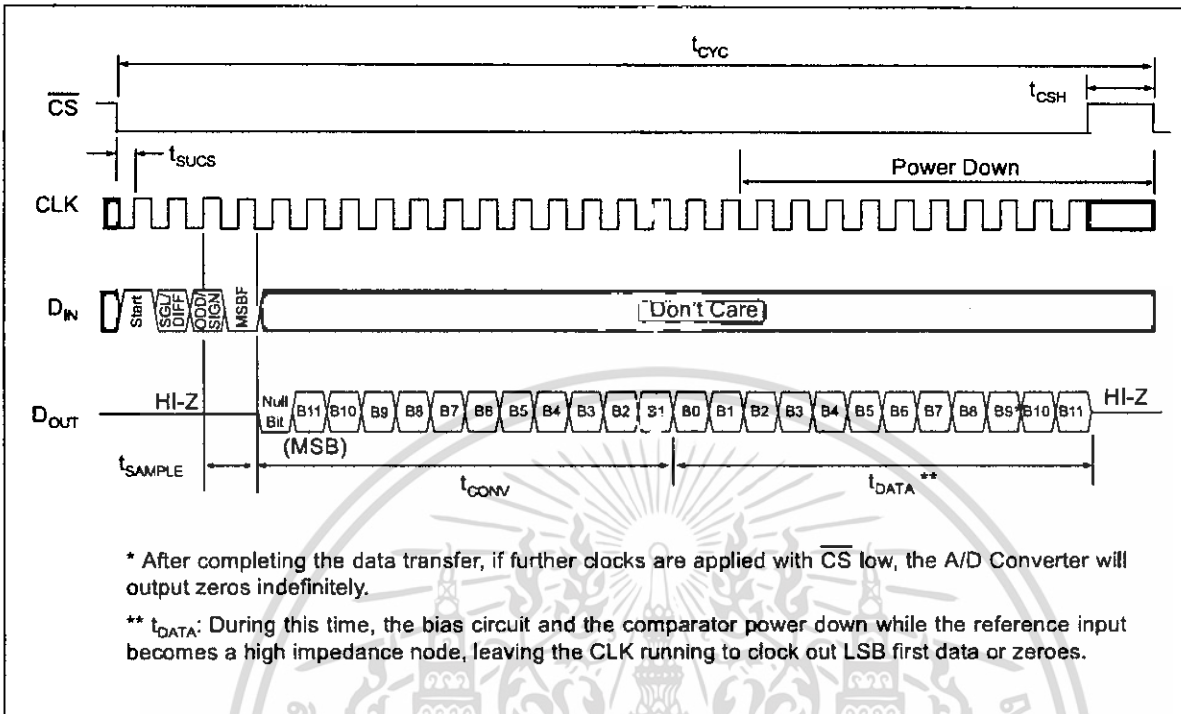 tCYC
tCSH
CS
tSUCS
Power Down
CLK
DIN
Start
SGL/
DIFF
ODD/
SIGN
MSBF
Don't Care
HI-Z
DOUT
Null
Bit
B11 B10 B9 B8 B7 B6 B5 B4 B3 B2 B0 B1 B2 B3 B4 B5 B6 B7 B8 B9* B10 B11
HI-Z
(MSB)
tSAMPLE
tCONV
tDATA **
* After completing the data transfer, if further clocks are applied with CS low, the A/D Converter will
output zeros indefinitely.
** tDATA: During this time, the bias circuit and the comparator power down while the reference input
becomes a high impedance node, leaving the CLK running to clock out LSB first data or zeroes.